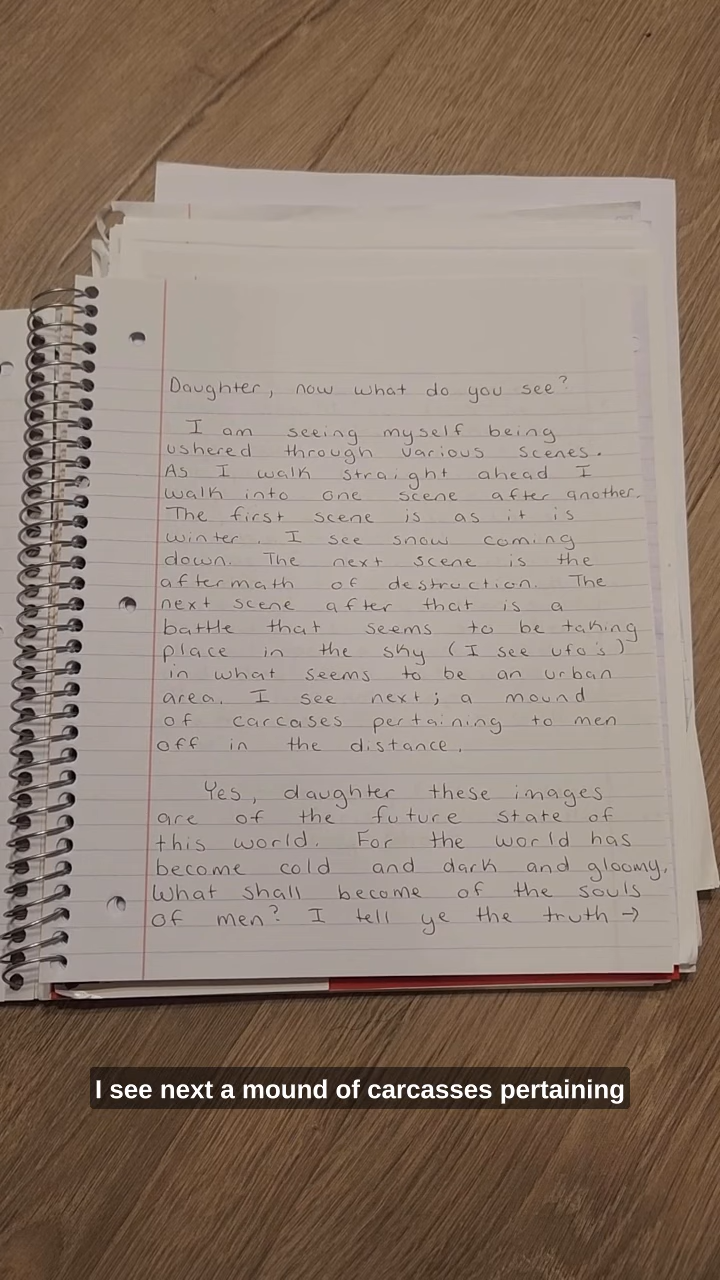 Daughter, now what do you see?
I am seeing myself being
ushered through various scenes.
As I walk straight ahead I
walk into one scene after another.
The first scene is as it is
winter. I see snow coming
down. The next scene is the
aftermath of destruction. The
next scene after that is a
battle that seems to be taking
place in the sky (I see ufo's)
in what seems to be an urban
area. I see next; a mound
of carcases pertaining to men
off in the distance.
Yes, daughter these images
are of the future state of
this world. For the world has
become cold and dark and gloomy.
What shall become of the souls
of men? I tell ye the truth →
I see next a mound of carcasses pertaining